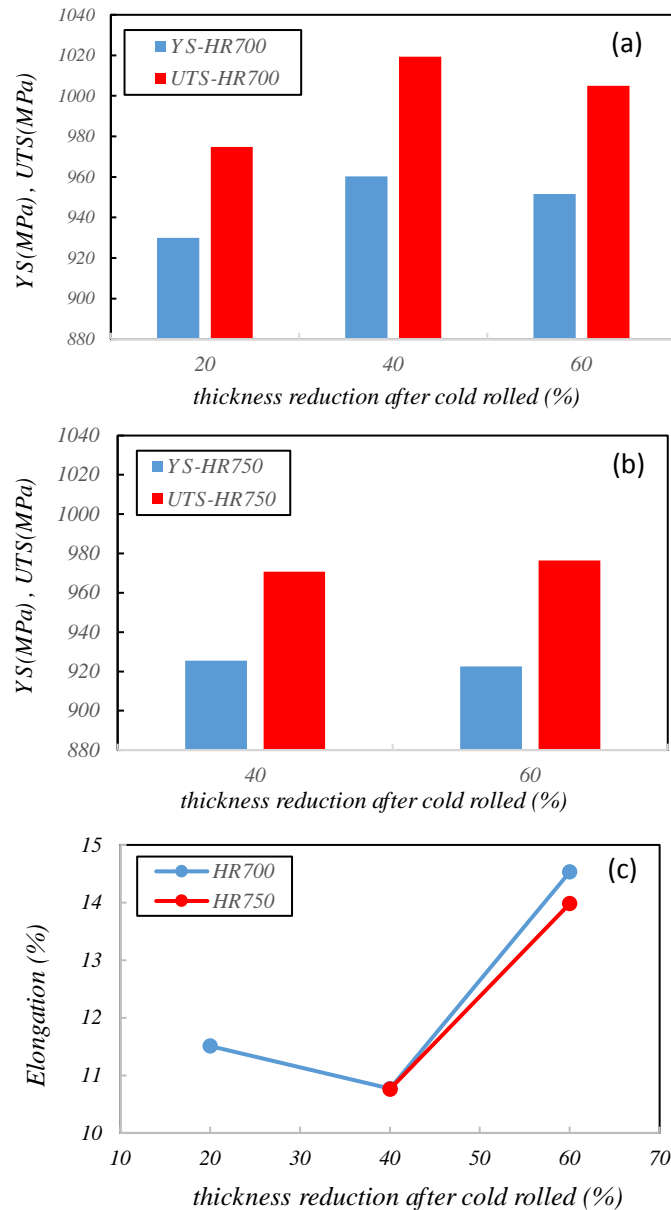 1040
1020
1000
980
960
940
920
900
880
YS(MPa) , UTS(MPa)
YS-HR700
UTS-HR700
(a)
20 40 60
thickness reduction after cold rolled (%)
1040
1020
1000
980
960
940
920
900
880
YS(MPa) , UTS(MPa)
YS-HR750
UTS-HR750
(b)
40 60
thickness reduction after cold rolled (%)
15
14
13
12
11
10
Elongation (%)
HR700
HR750
(c)
10 20 30 40 50 60 70
thickness reduction after cold rolled (%)